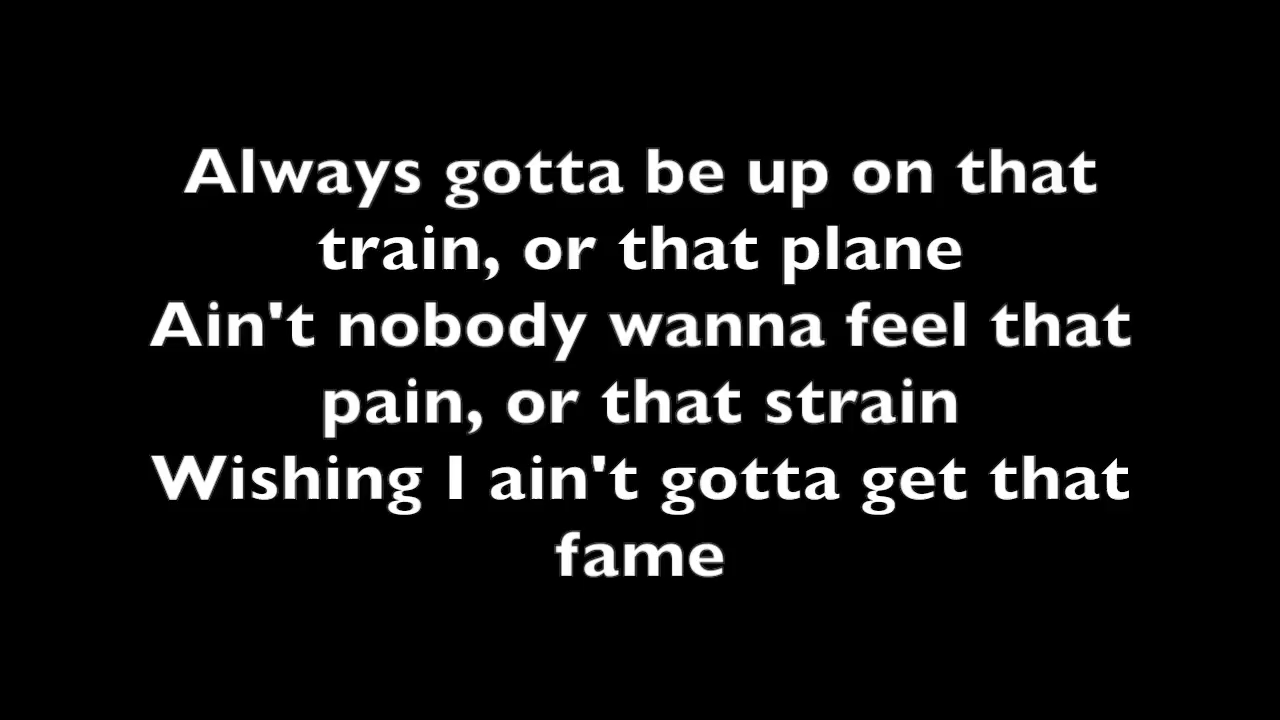 Always gotta be up on that
train, or that plane
Ain't nobody wanna feel that
pain, or that strain
Wishing I ain't gotta get that
fame